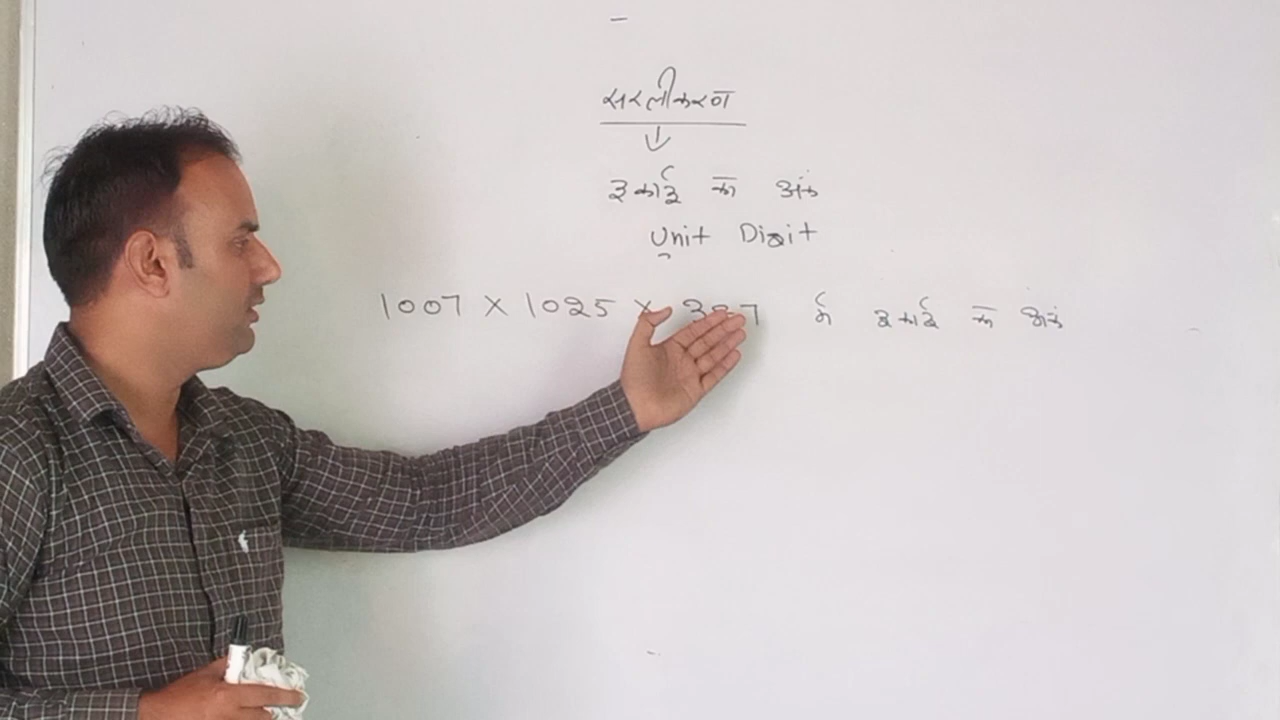 सरलीकरण
इकाई का अंक
Unit Digit
1007 X 1025 X में इकाई का अंक